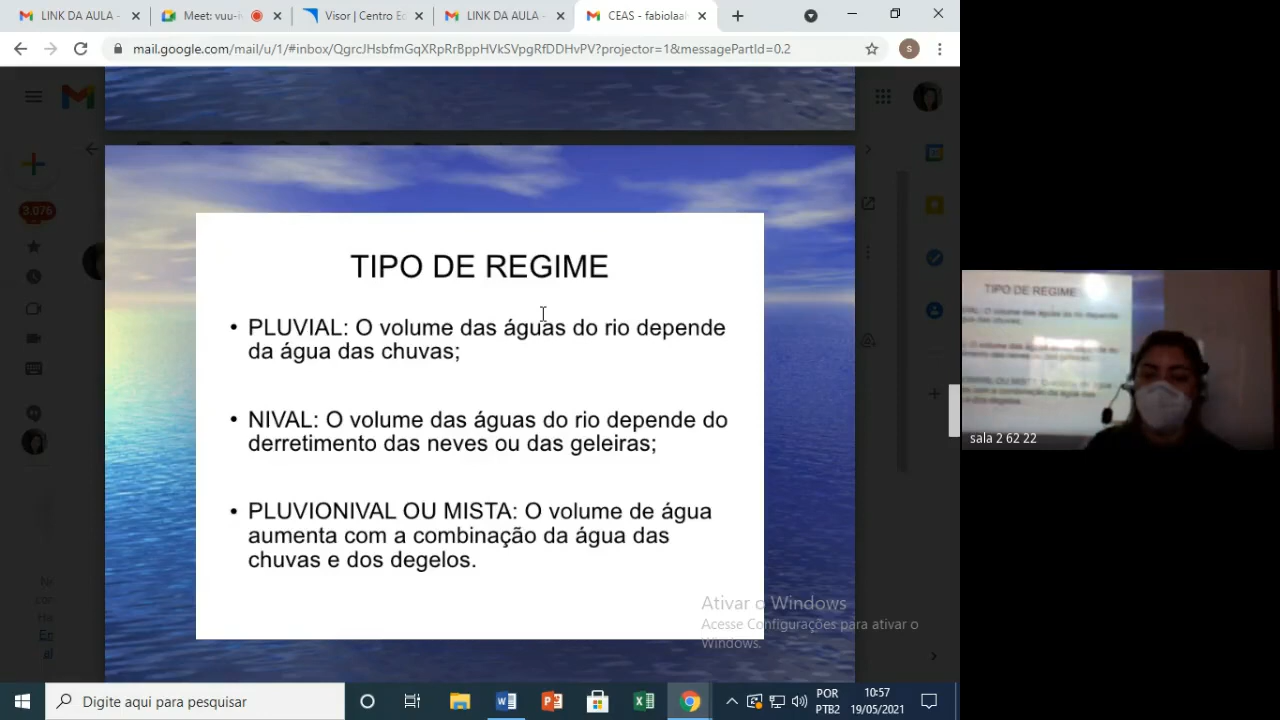 LINK DA AULA -
Meet: vuu-i
Visor | Centro Ec
LINK DA AULA -
CEAS - fabiolaal
mail.google.com/mail/u/1/#inbox/QgrcJHsbfmGqXRpRrBppHVkSVpgRfDDHvPV?projector=1&messagePartId=0.2
s
3.076
TIPO DE REGIME
• PLUVIAL: O volume das águas do rio depende
da água das chuvas;
• NIVAL: O volume das águas do rio depende do
derretimento das neves ou das geleiras;
• PLUVIONIVAL OU MISTA: O volume de água
aumenta com a combinação da água das
chuvas e dos degelos.
TIPO DE REGIME
sala 2 62 22
Ativar o Windows
Acesse Configurações para ativar o
Windows.
Digite aqui para pesquisar
POR
PTB2
10:57
19/05/2021